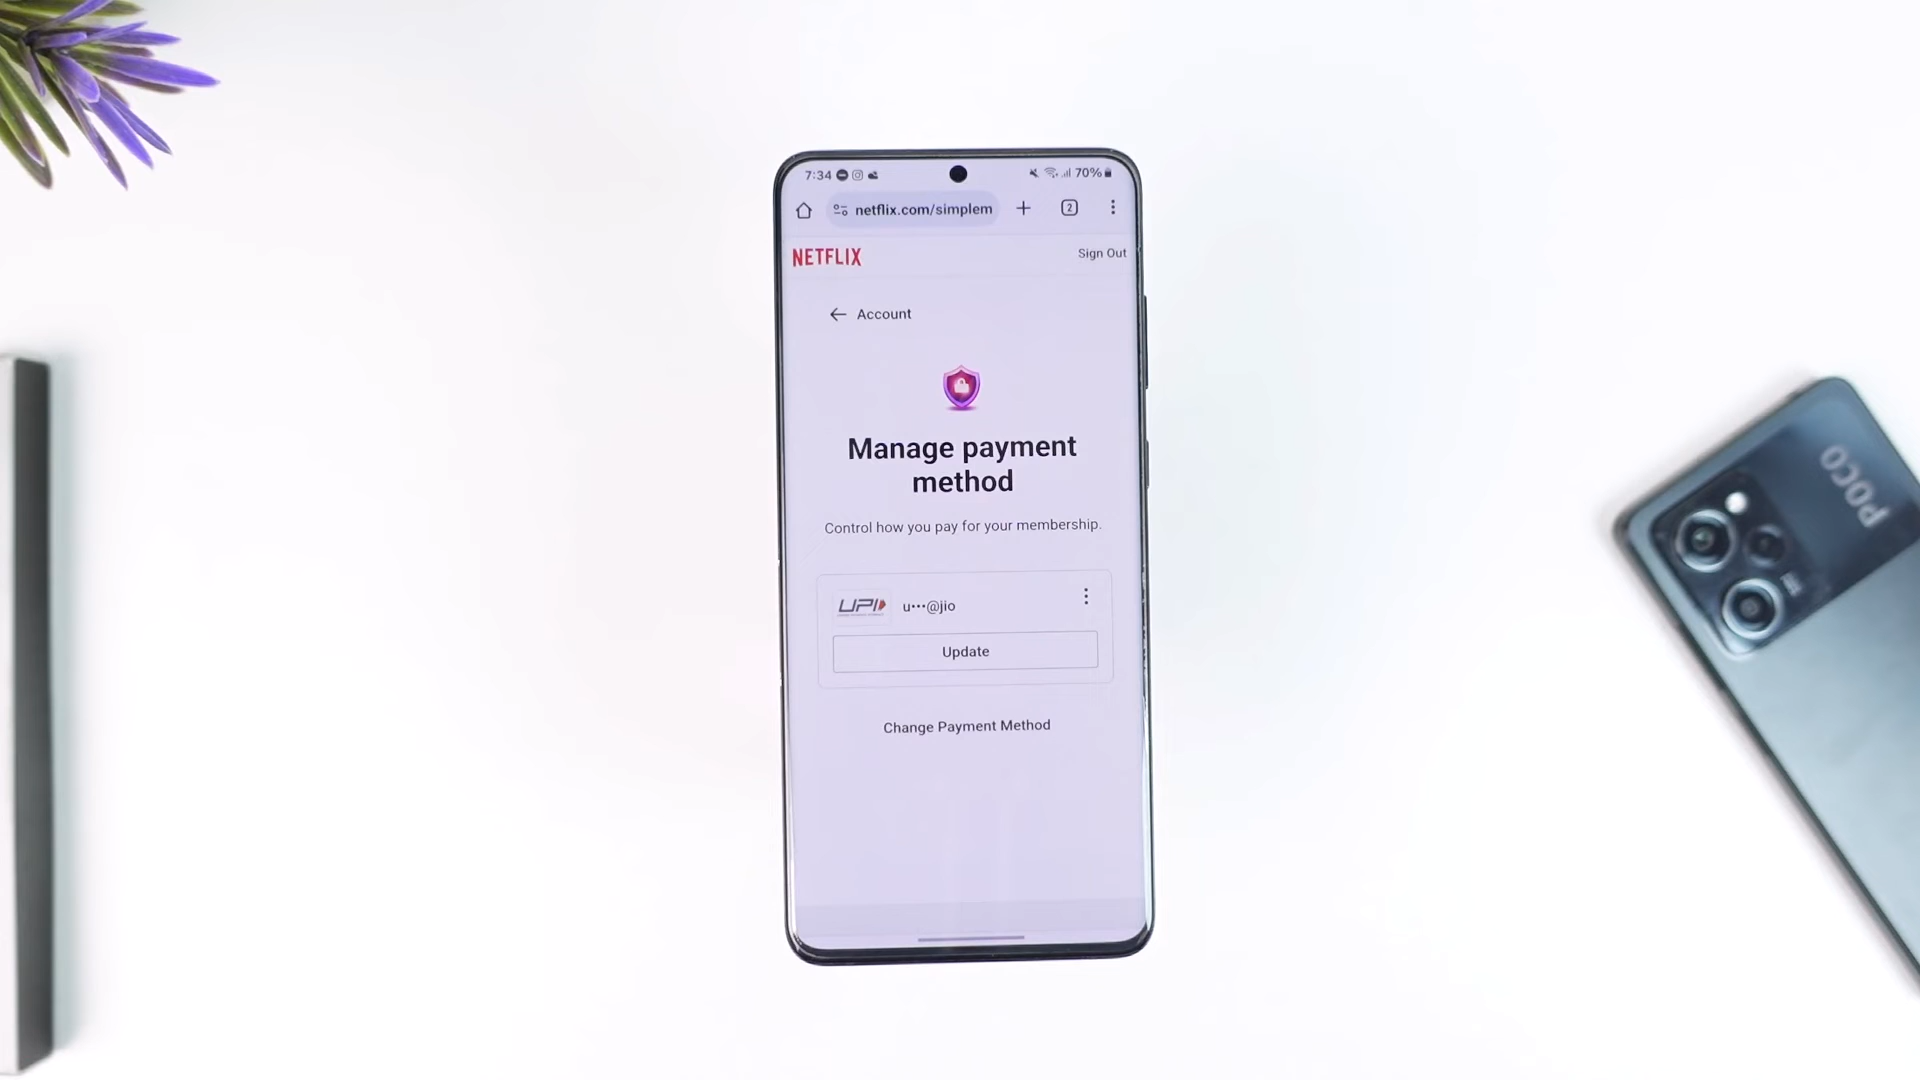 7:34 70%
netflix.com/simplem 2
NETFLIX Sign Out
Account
Manage payment
method
Control how you pay for your membership.
UPI u•••@jio
Update
Change Payment Method
POCO